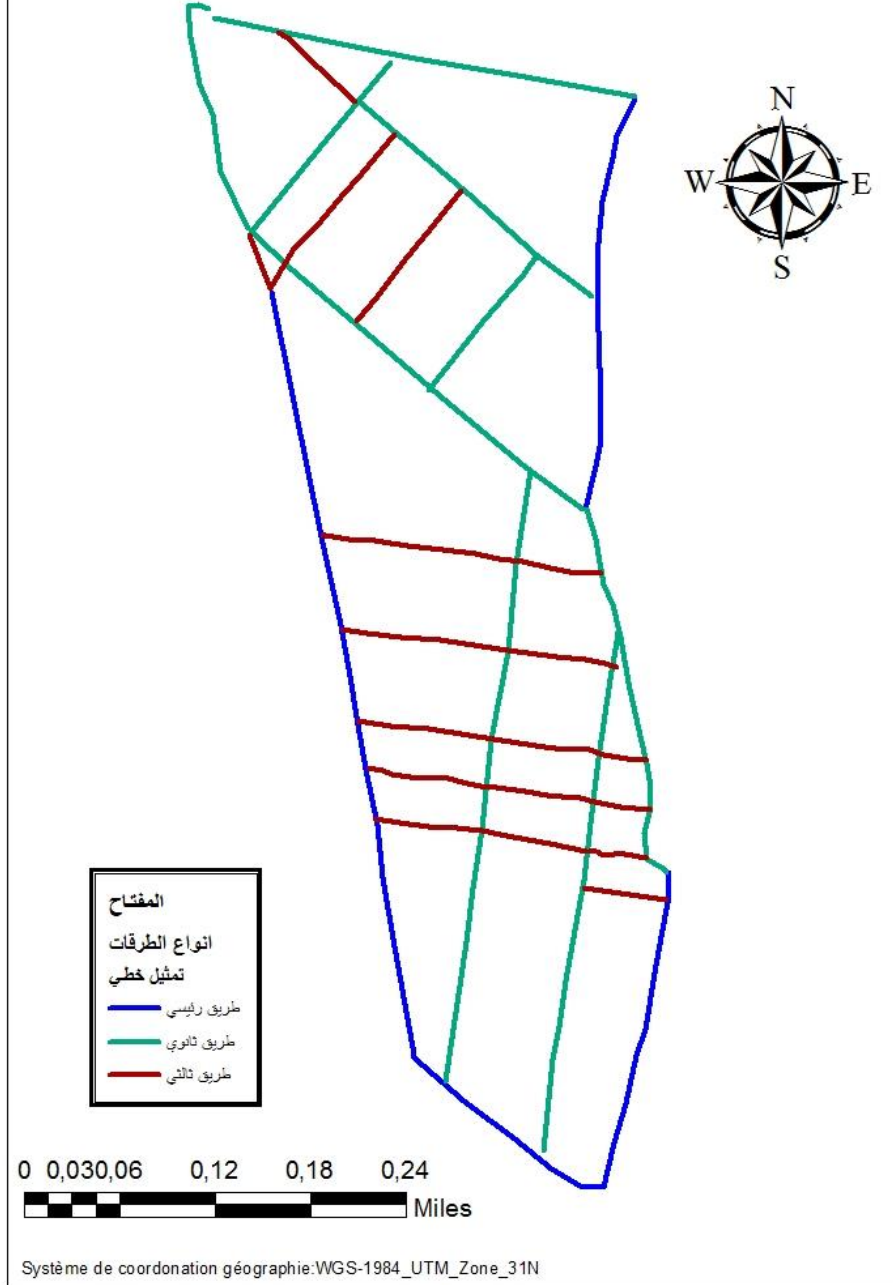 N
W E
S
المفتاح
انواع الطرقات
تمثيل خطي
طريق رئيسي
طريق ثانوي
طريق ثالثي
0 0,030,06 0,12 0,18 0,24
Miles
Système de coordonation géographie:WGS-1984_UTM_Zone_31N